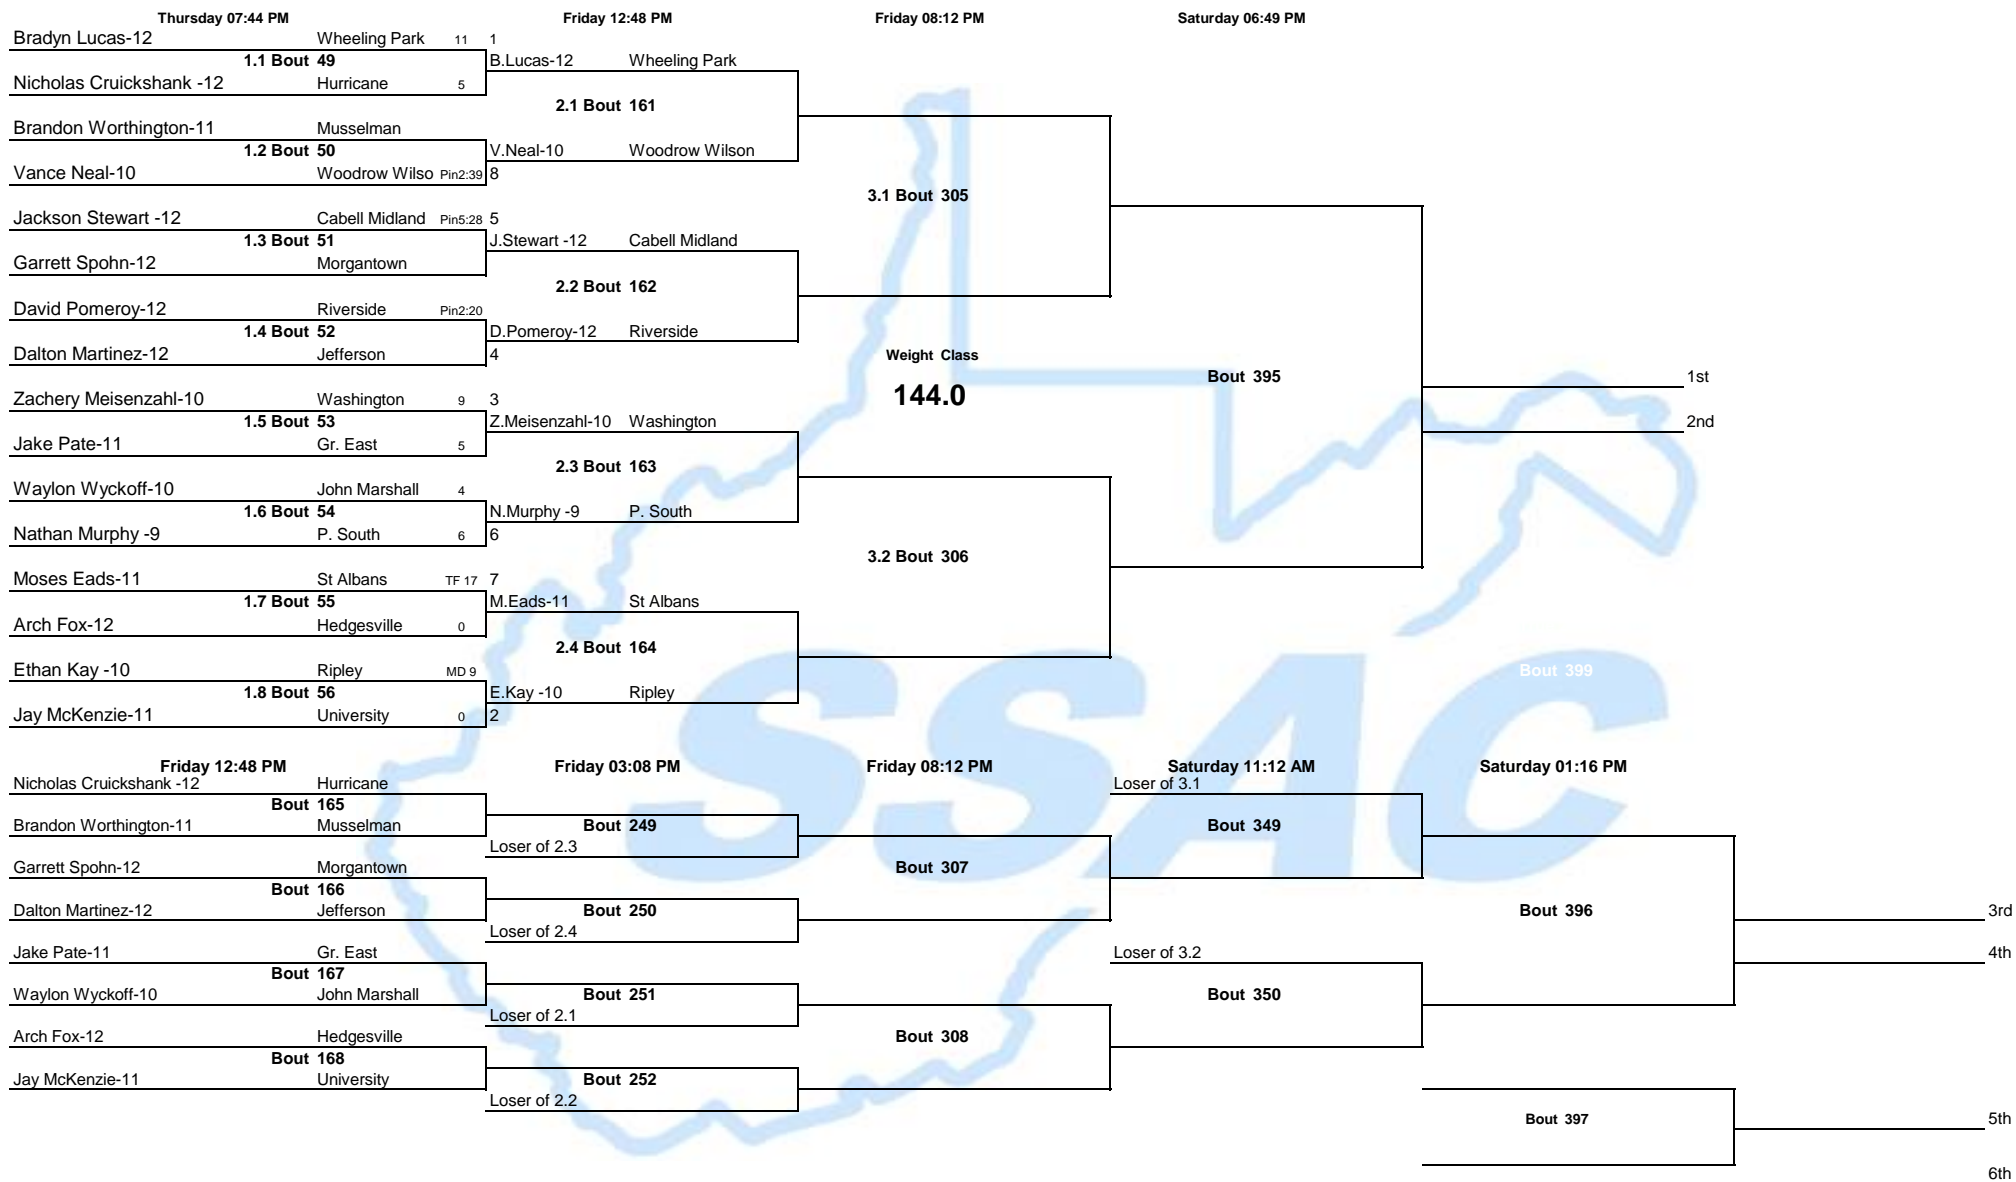 Thursday 07:44 PM Friday 12:48 PM Friday 08:12 PM Saturday 06:49 PM
Bradyn Lucas-12 Wheeling Park 11 1
1.1 Bout 49 B.Lucas-12 Wheeling Park
Nicholas Cruickshank -12 Hurricane 5
2.1 Bout 161
Brandon Worthington-11 Musselman
1.2 Bout 50 V.Neal-10 Woodrow Wilson
Vance Neal-10 Woodrow Wilso Pin2:39 8
3.1 Bout 305
Jackson Stewart -12 Cabell Midland Pin5:28 5
1.3 Bout 51 J.Stewart -12 Cabell Midland
Garrett Spohn-12 Morgantown
2.2 Bout 162
David Pomeroy-12 Riverside Pin2:20
1.4 Bout 52 D.Pomeroy-12 Riverside
Dalton Martinez-12 Jefferson 4 Weight Class
Bout 395 1st
Zachery Meisenzahl-10 Washington 9 3 144.0
1.5 Bout 53 Z.Meisenzahl-10 Washington 2nd
Jake Pate-11 Gr. East 5
2.3 Bout 163
Waylon Wyckoff-10 John Marshall 4
1.6 Bout 54 N.Murphy -9 P. South
Nathan Murphy -9 P. South 6 6
3.2 Bout 306
Moses Eads-11 St Albans TF 17 7
1.7 Bout 55 M.Eads-11 St Albans
Arch Fox-12 Hedgesville 0
2.4 Bout 164
Ethan Kay -10 Ripley MD 9 Bout 399
1.8 Bout 56 E.Kay -10 Ripley
Jay McKenzie-11 University 0 2
SSAC
Friday 12:48 PM Friday 03:08 PM Friday 08:12 PM Saturday 11:12 AM Saturday 01:16 PM
Nicholas Cruickshank -12 Hurricane Loser of 3.1
Bout 165
Brandon Worthington-11 Musselman Bout 249 Bout 349
Loser of 2.3
Garrett Spohn-12 Morgantown Bout 307
Bout 166
Dalton Martinez-12 Jefferson Bout 250 Bout 396 3rd
Loser of 2.4
Jake Pate-11 Gr. East Loser of 3.2 4th
Bout 167
Waylon Wyckoff-10 John Marshall Bout 251 Bout 350
Loser of 2.1
Arch Fox-12 Hedgesville Bout 308
Bout 168
Jay McKenzie-11 University Bout 252
Loser of 2.2
Bout 397 5th
6th